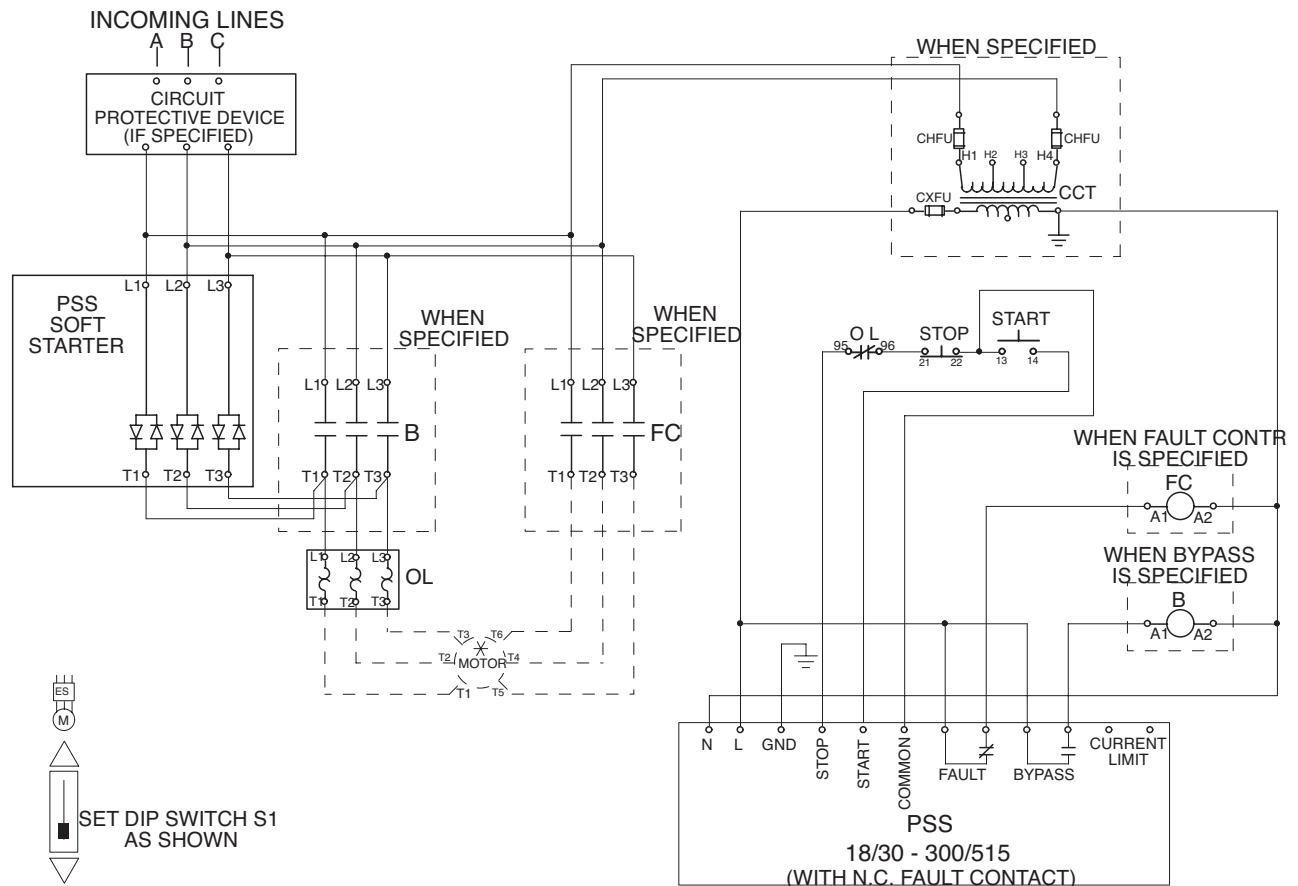 INCOMING LINES
A B C
CIRCUIT
PROTECTIVE DEVICE
(IF SPECIFIED)
WHEN SPECIFIED
CHFU CHFU
H1 H2 H3 H4
CXFU CCT
PSS
SOFT
STARTER
L1 L2 L3
T1 T2 T3
WHEN
SPECIFIED
L1 L2 L3
B
T1 T2 T3
WHEN
SPECIFIED
L1 L2 L3
FC
T1 T2 T3
L1 L2 L3
OL
T1 T2 T3
T3 T6
T2 MOTOR T4
T1 T5
O L STOP START
95 96 21 22 13 14
WHEN FAULT CONTR
IS SPECIFIED
FC
A1 A2
WHEN BYPASS
IS SPECIFIED
B
A1 A2
ES
M
SET DIP SWITCH S1
AS SHOWN
N L GND STOP START COMMON FAULT BYPASS CURRENT
LIMIT
PSS
18/30 - 300/515
(WITH N.C. FAULT CONTACT)